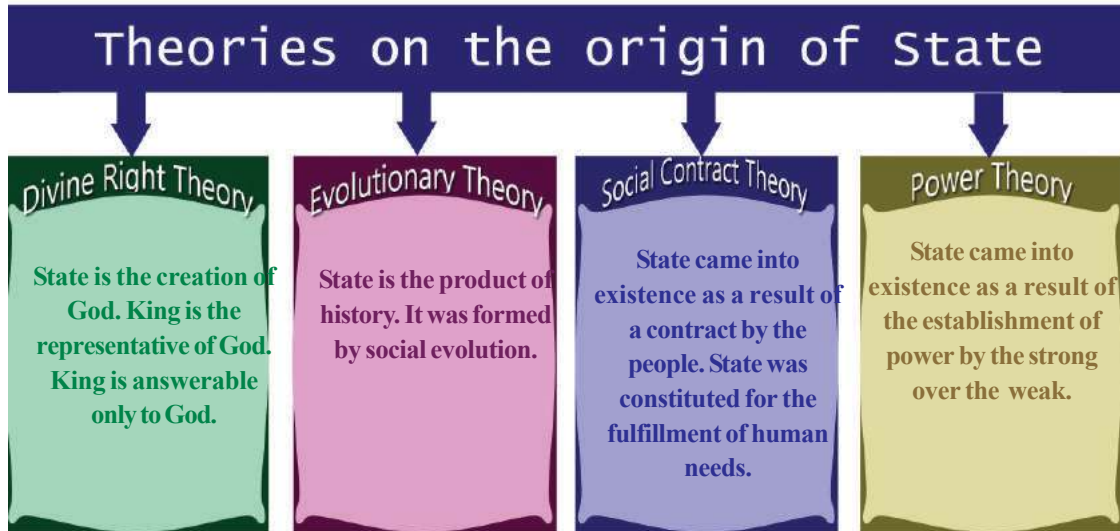 Theories on the origin of State
Divine Right Theory
State is the creation of
God. King is the
representative of God.
King is answerable
only to God.
Evolutionary Theory
State is the product of
history. It was formed
by social evolution.
Social Contract Theory
State came into
existence as a result of
a contract by the
people. State was
constituted for the
fulfillment of human
needs.
Power Theory
State came into
existence as a result of
the establishment of
power by the strong
over the weak.